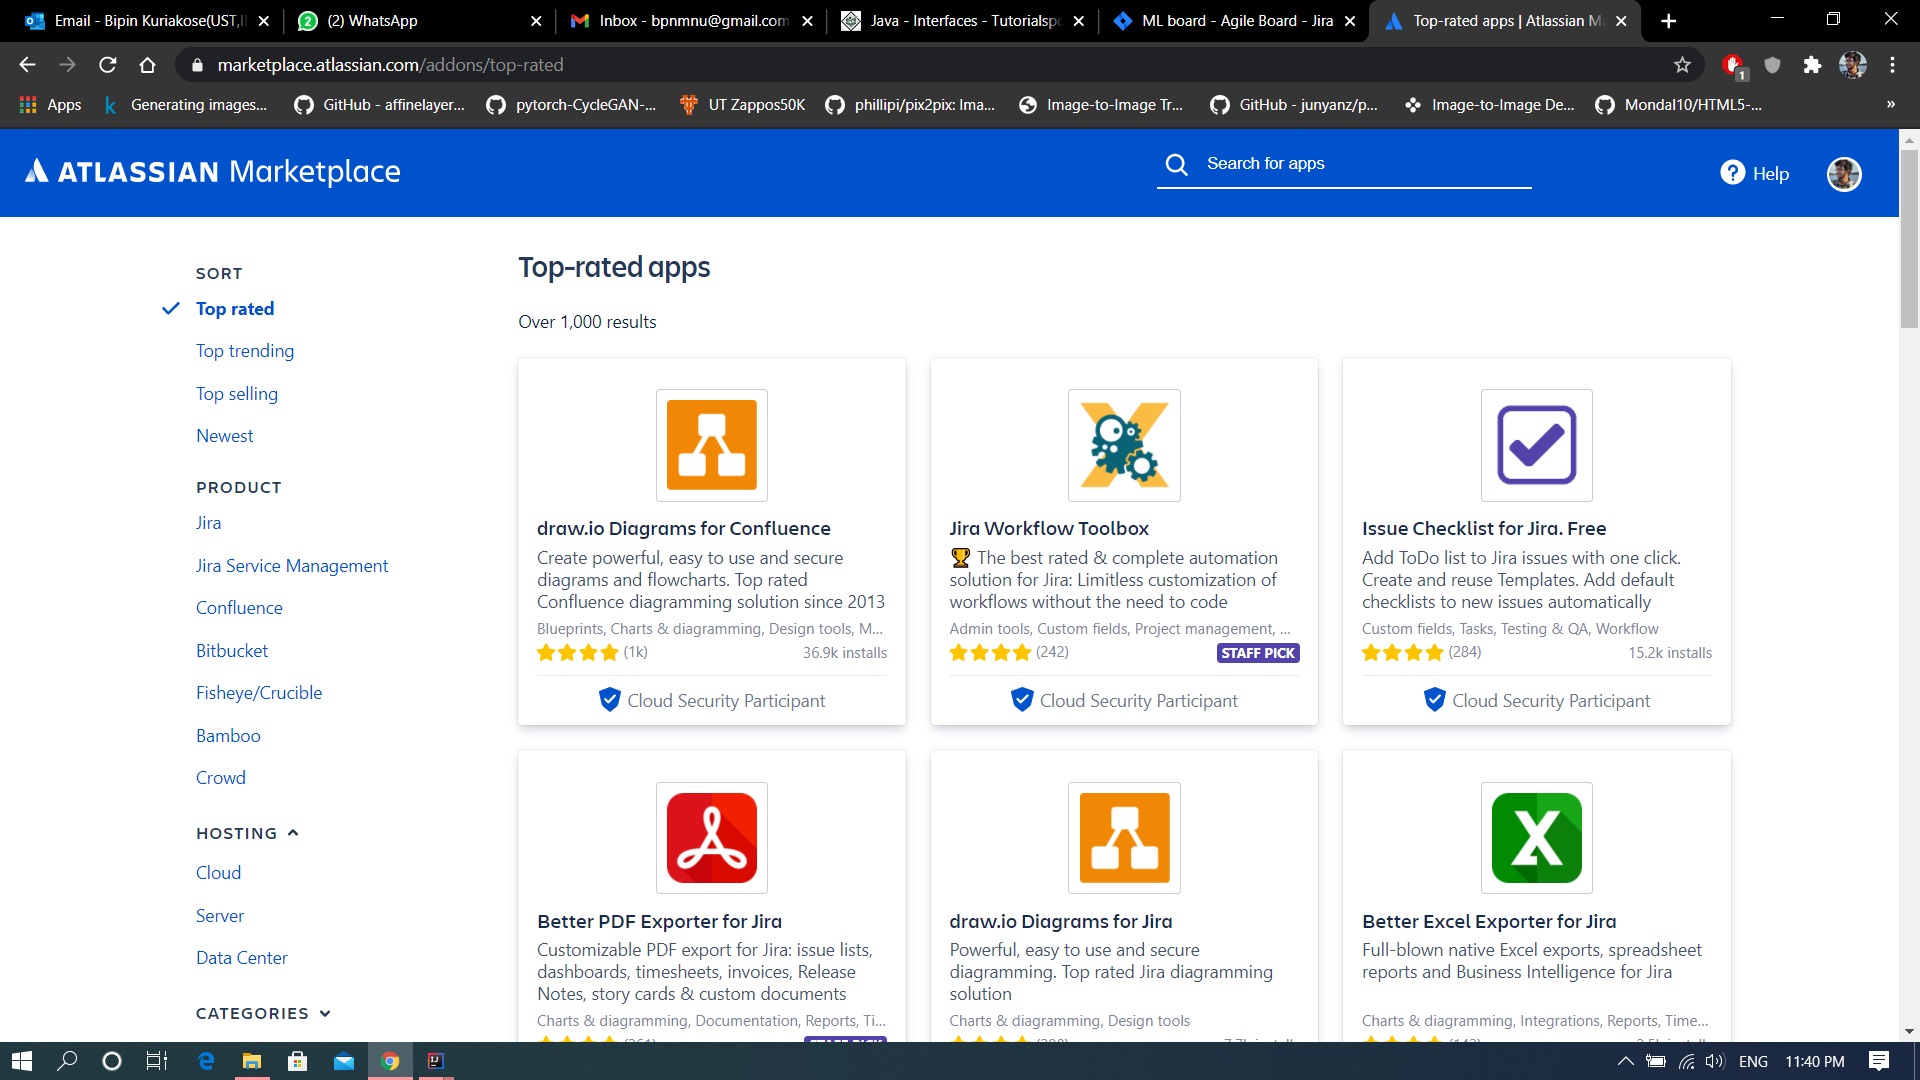 Email - Bipin Kuriakose(UST,I
(2) WhatsApp
Inbox - bpnmnu@gmail.com
Java - Interfaces - Tutorialspo
ML board - Agile Board - Jira
Top-rated apps | Atlassian Ma
marketplace.atlassian.com/addons/top-rated
1
Apps
Generating images...
GitHub - affinelayer...
pytorch-CycleGAN-...
UT Zappos50K
phillipi/pix2pix: Ima...
Image-to-Image Tr...
GitHub - junyanz/p...
Image-to-Image De...
Mondal10/HTML5-...
»
ATLASSIAN Marketplace
Search for apps
Help
SORT
Top rated
Top trending
Top selling
Newest
PRODUCT
Jira
Jira Service Management
Confluence
Bitbucket
Fisheye/Crucible
Bamboo
Crowd
HOSTING
Cloud
Server
Data Center
CATEGORIES
Top-rated apps
Over 1,000 results
draw.io Diagrams for Confluence
Create powerful, easy to use and secure
diagrams and flowcharts. Top rated
Confluence diagramming solution since 2013
Blueprints, Charts & diagramming, Design tools, M...
(1k)
36.9k installs
Cloud Security Participant
Jira Workflow Toolbox
🏆 The best rated & complete automation
solution for Jira: Limitless customization of
workflows without the need to code
Admin tools, Custom fields, Project management, ...
(242)
STAFF PICK
Cloud Security Participant
Issue Checklist for Jira. Free
Add ToDo list to Jira issues with one click.
Create and reuse Templates. Add default
checklists to new issues automatically
Custom fields, Tasks, Testing & QA, Workflow
(284)
15.2k installs
Cloud Security Participant
Better PDF Exporter for Jira
Customizable PDF export for Jira: issue lists,
dashboards, timesheets, invoices, Release
Notes, story cards & custom documents
Charts & diagramming, Documentation, Reports, Ti...
STAFF PICK
draw.io Diagrams for Jira
Powerful, easy to use and secure
diagramming. Top rated Jira diagramming
solution
Charts & diagramming, Design tools
Better Excel Exporter for Jira
Full-blown native Excel exports, spreadsheet
reports and Business Intelligence for Jira
Charts & diagramming, Integrations, Reports, Time...
ENG
11:40 PM